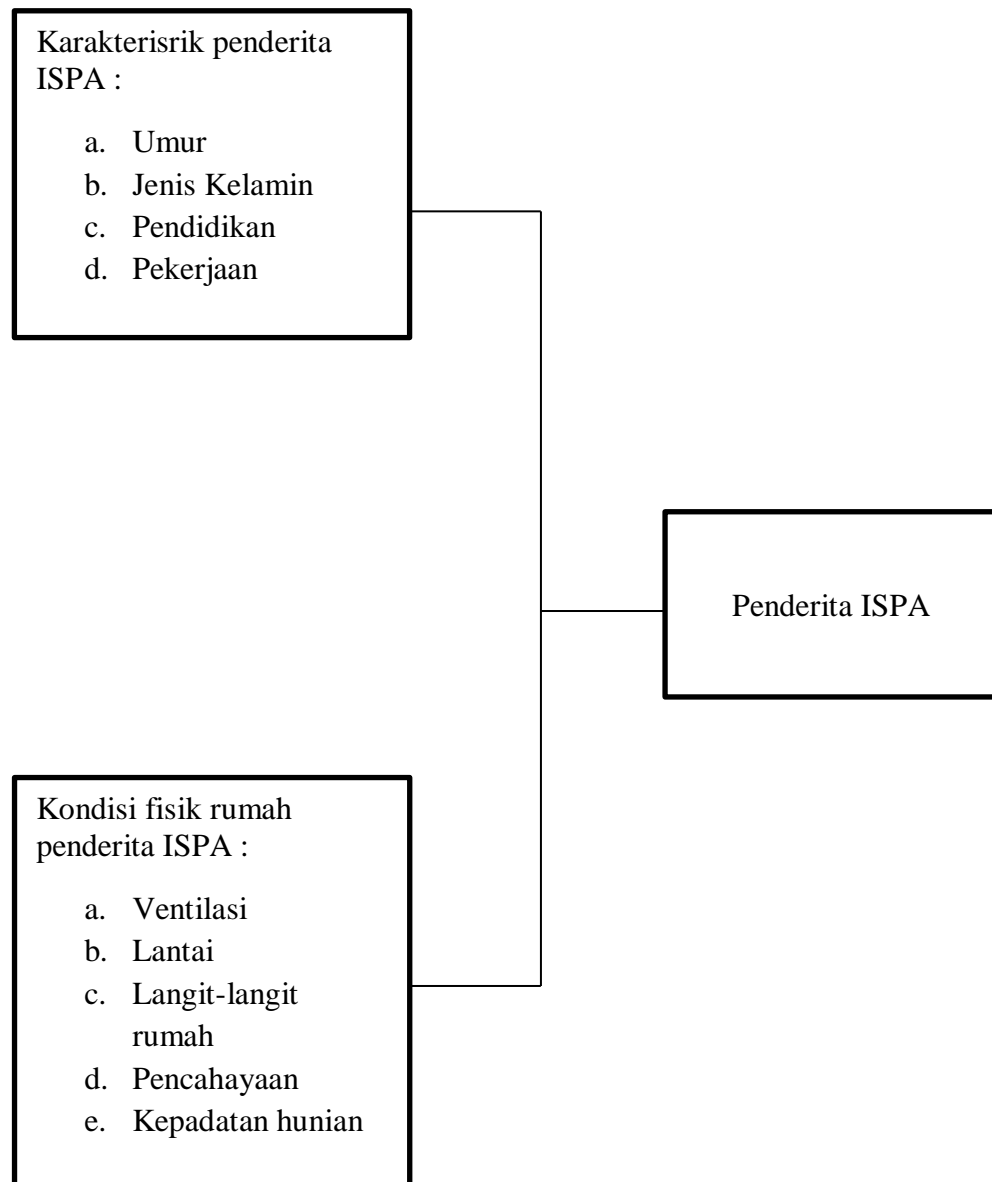 Karakterisrik penderita
ISPA :
a. Umur
b. Jenis Kelamin
c. Pendidikan
d. Pekerjaan
Penderita ISPA
Kondisi fisik rumah
penderita ISPA :
a. Ventilasi
b. Lantai
c. Langit-langit
rumah
d. Pencahayaan
e. Kepadatan hunian